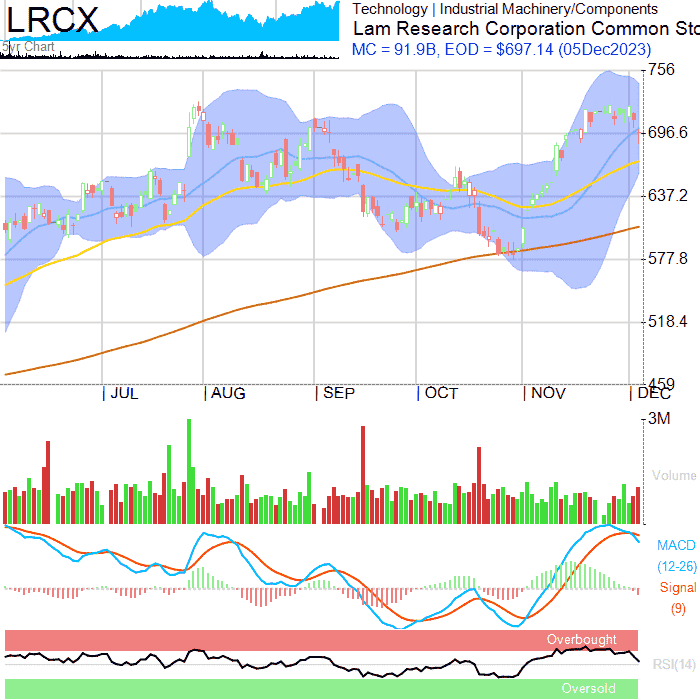 LRCX
5yr Chart
Technology | Industrial Machinery/Components
Lam Research Corporation Common Sto
MC = 91.9B, EOD = $697.14 (05Dec2023)
756
696.6
637.2
577.8
518.4
459
JUL
AUG
SEP
OCT
NOV
DEC
3M
Volume
MACD
(12-26)
Signal
(9)
Overbought
RSI(14)
Oversold